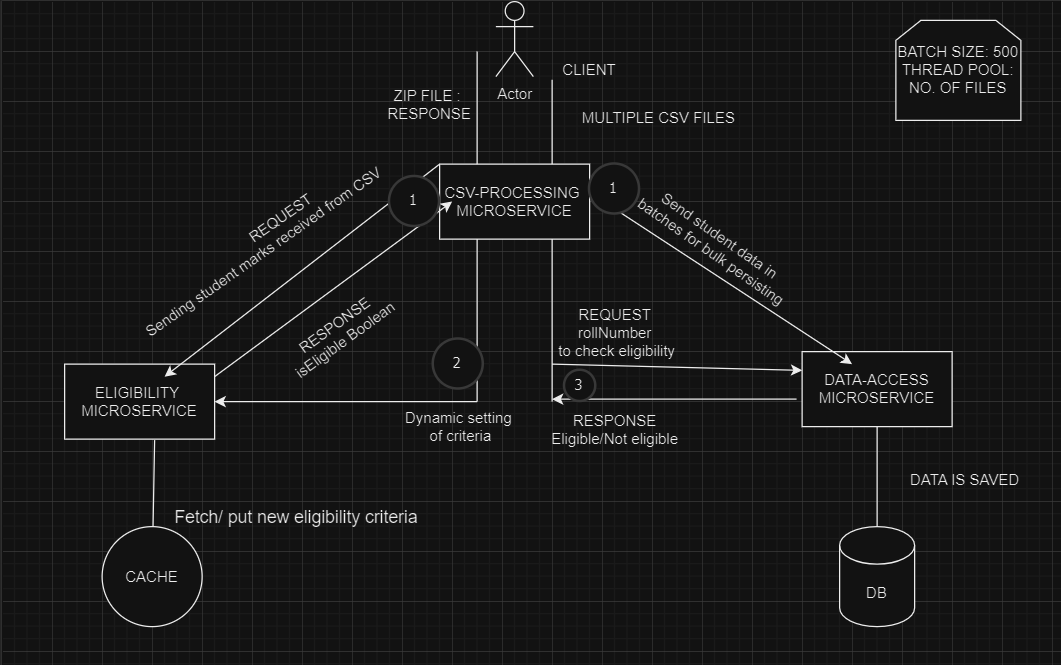 CLIENT
ZIP FILE :
RESPONSE
Actor
MULTIPLE CSV FILES
BATCH SIZE: 500
THREAD POOL:
NO. OF FILES
1
CSV-PROCESSING
MICROSERVICE
1
REQUEST
Sending student marks received from CSV
Send student data in
batches for bulk persisting
RESPONSE
isEligible Boolean
REQUEST
rollNumber
to check eligibility
2
3
ELIGIBILITY
MICROSERVICE
DATA-ACCESS
MICROSERVICE
Dynamic setting
of criteria
RESPONSE
Eligible/Not eligible
DATA IS SAVED
Fetch/ put new eligibility criteria
CACHE
DB